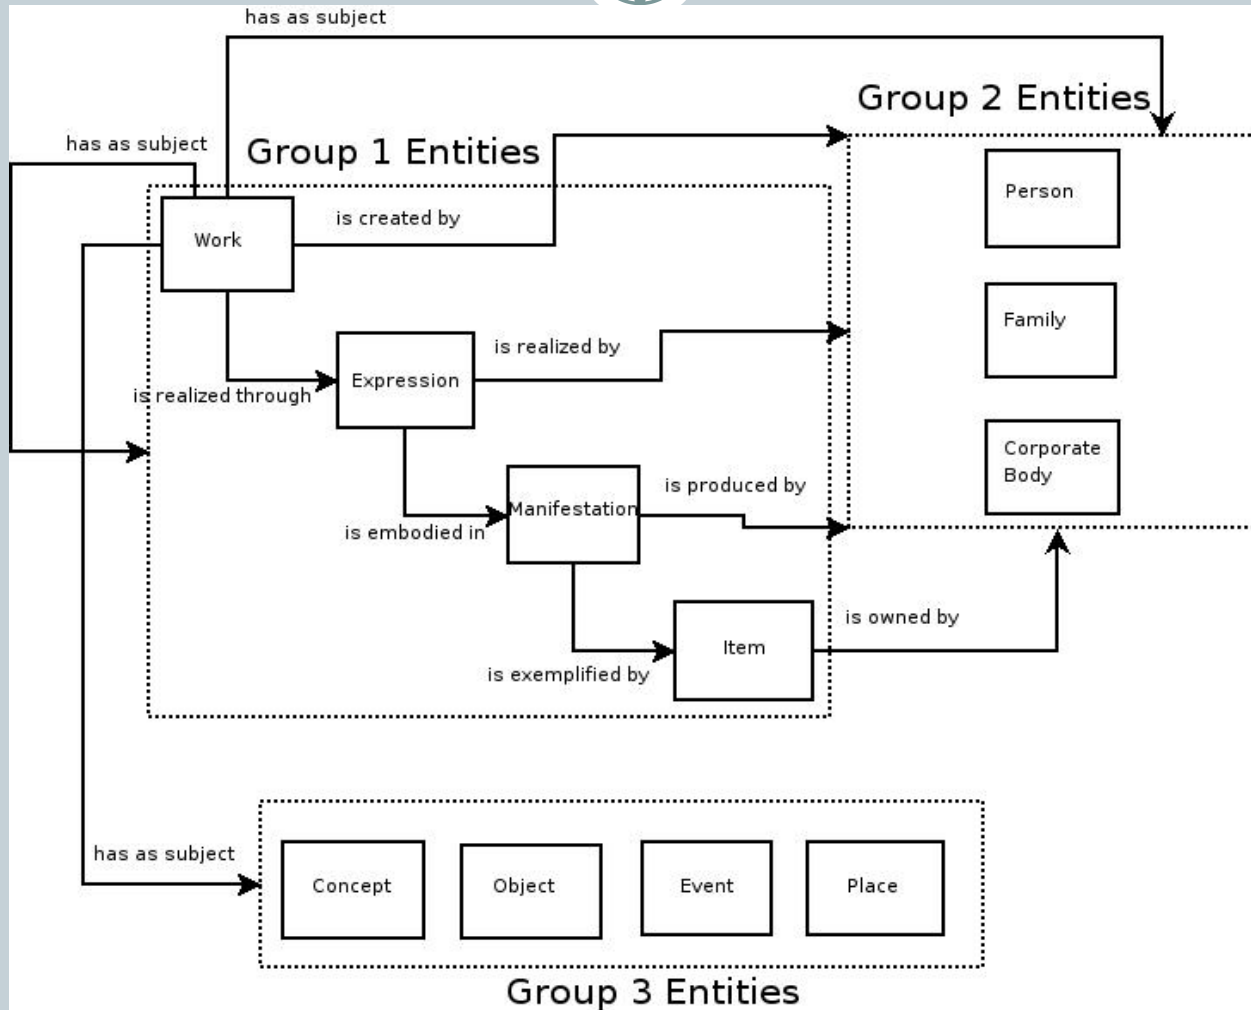 has as subject
Group 2 Entities
has as subject
Group 1 Entities
Person
is created by
Work
Family
is realized by
Expression
is realized through
Corporate
Body
is produced by
Manifestation
is embodied in
is owned by
Item
is exemplified by
has as subject
Concept
Object
Event
Place
Group 3 Entities